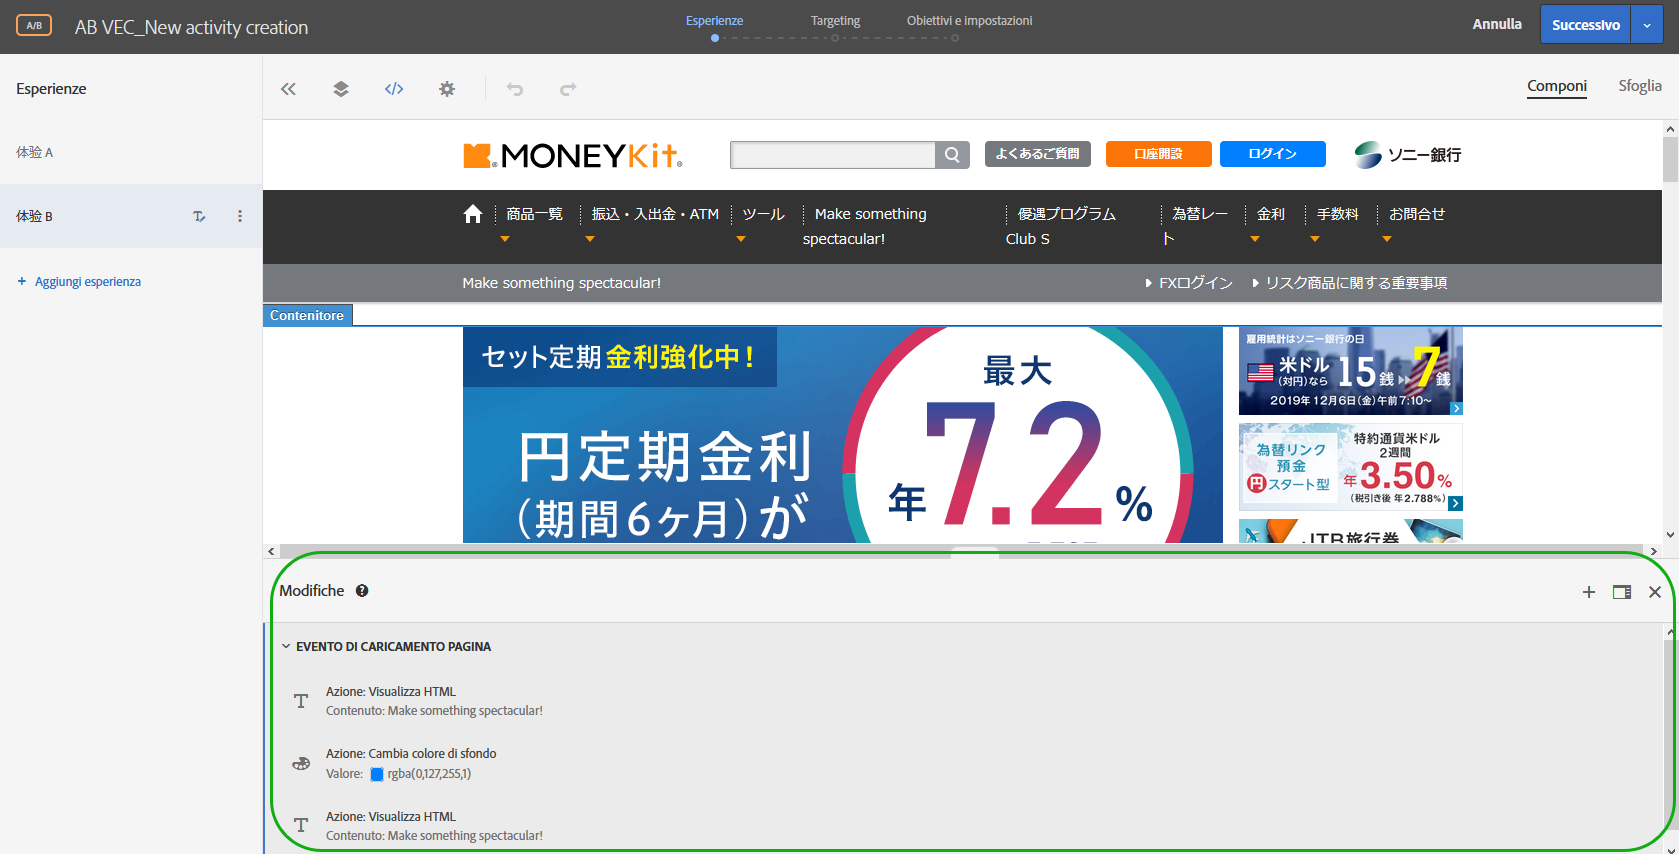 A/B
AB VEC_New activity creation
Esperienze
Targeting
Obiettivi e impostazioni
Annulla
Successivo
Esperienze
Componi
Sfoglia
体验 A
体验 B
+ Aggiungi esperienza
MONEYKit
よくあるご質問
口座開設
ログイン
ソニー銀行
商品一覧
振込・入出金・ATM
ツール
Make something
spectacular!
優遇プログラム
Club S
為替レー
ト
金利
手数料
お問合せ
Make something spectacular!
FXログイン
リスク商品に関する重要事項
Contenitore
セット定期 金利強化中!
円定期金利
(期間6ヶ月)が
最大
年 7.2 %
雇用統計はソニー銀行の日
米ドル
(対円)なら
15銭 7銭
2019年12月6日(金)午前7:10~
為替リンク
預金
円スタート型
特約通貨米ドル
2週間
年3.50%
(税引き後 年2.788%)
JTB旅行券
Modifiche
EVENTO DI CARICAMENTO PAGINA
Azione: Visualizza HTML
Contenuto: Make something spectacular!
Azione: Cambia colore di sfondo
Valore: rgba(0,127,255,1)
Azione: Visualizza HTML
Contenuto: Make something spectacular!